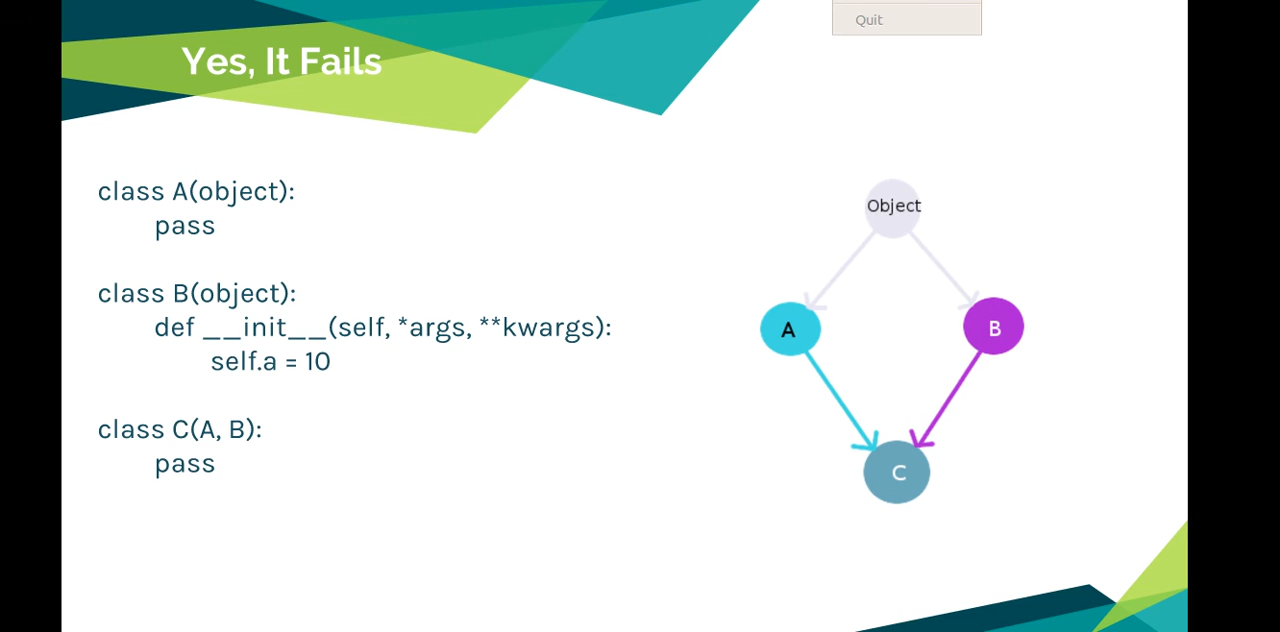 Quit
Yes, It Fails
class A(object):
pass
class B(object):
def __init__(self, *args, **kwargs):
self.a = 10
class C(A, B):
pass
Object
A
B
C